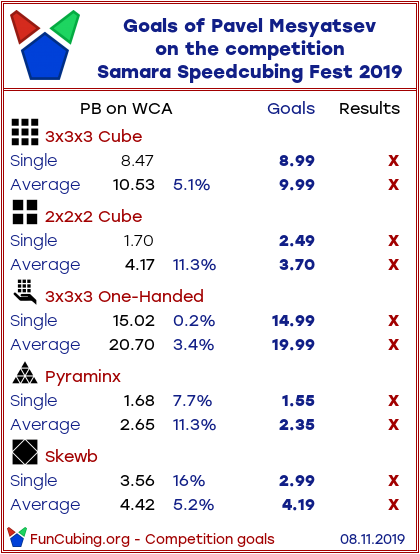 Goals of Pavel Mesyatsev
on the competition
Samara Speedcubing Fest 2019
PB on WCA Goals Results
3x3x3 Cube
Single 8.47 8.99 X
Average 10.53 5.1% 9.99 X
2x2x2 Cube
Single 1.70 2.49 X
Average 4.17 11.3% 3.70 X
3x3x3 One-Handed
Single 15.02 0.2% 14.99 X
Average 20.70 3.4% 19.99 X
Pyraminx
Single 1.68 7.7% 1.55 X
Average 2.65 11.3% 2.35 X
Skewb
Single 3.56 16% 2.99 X
Average 4.42 5.2% 4.19 X
FunCubing.org - Competition goals 08.11.2019